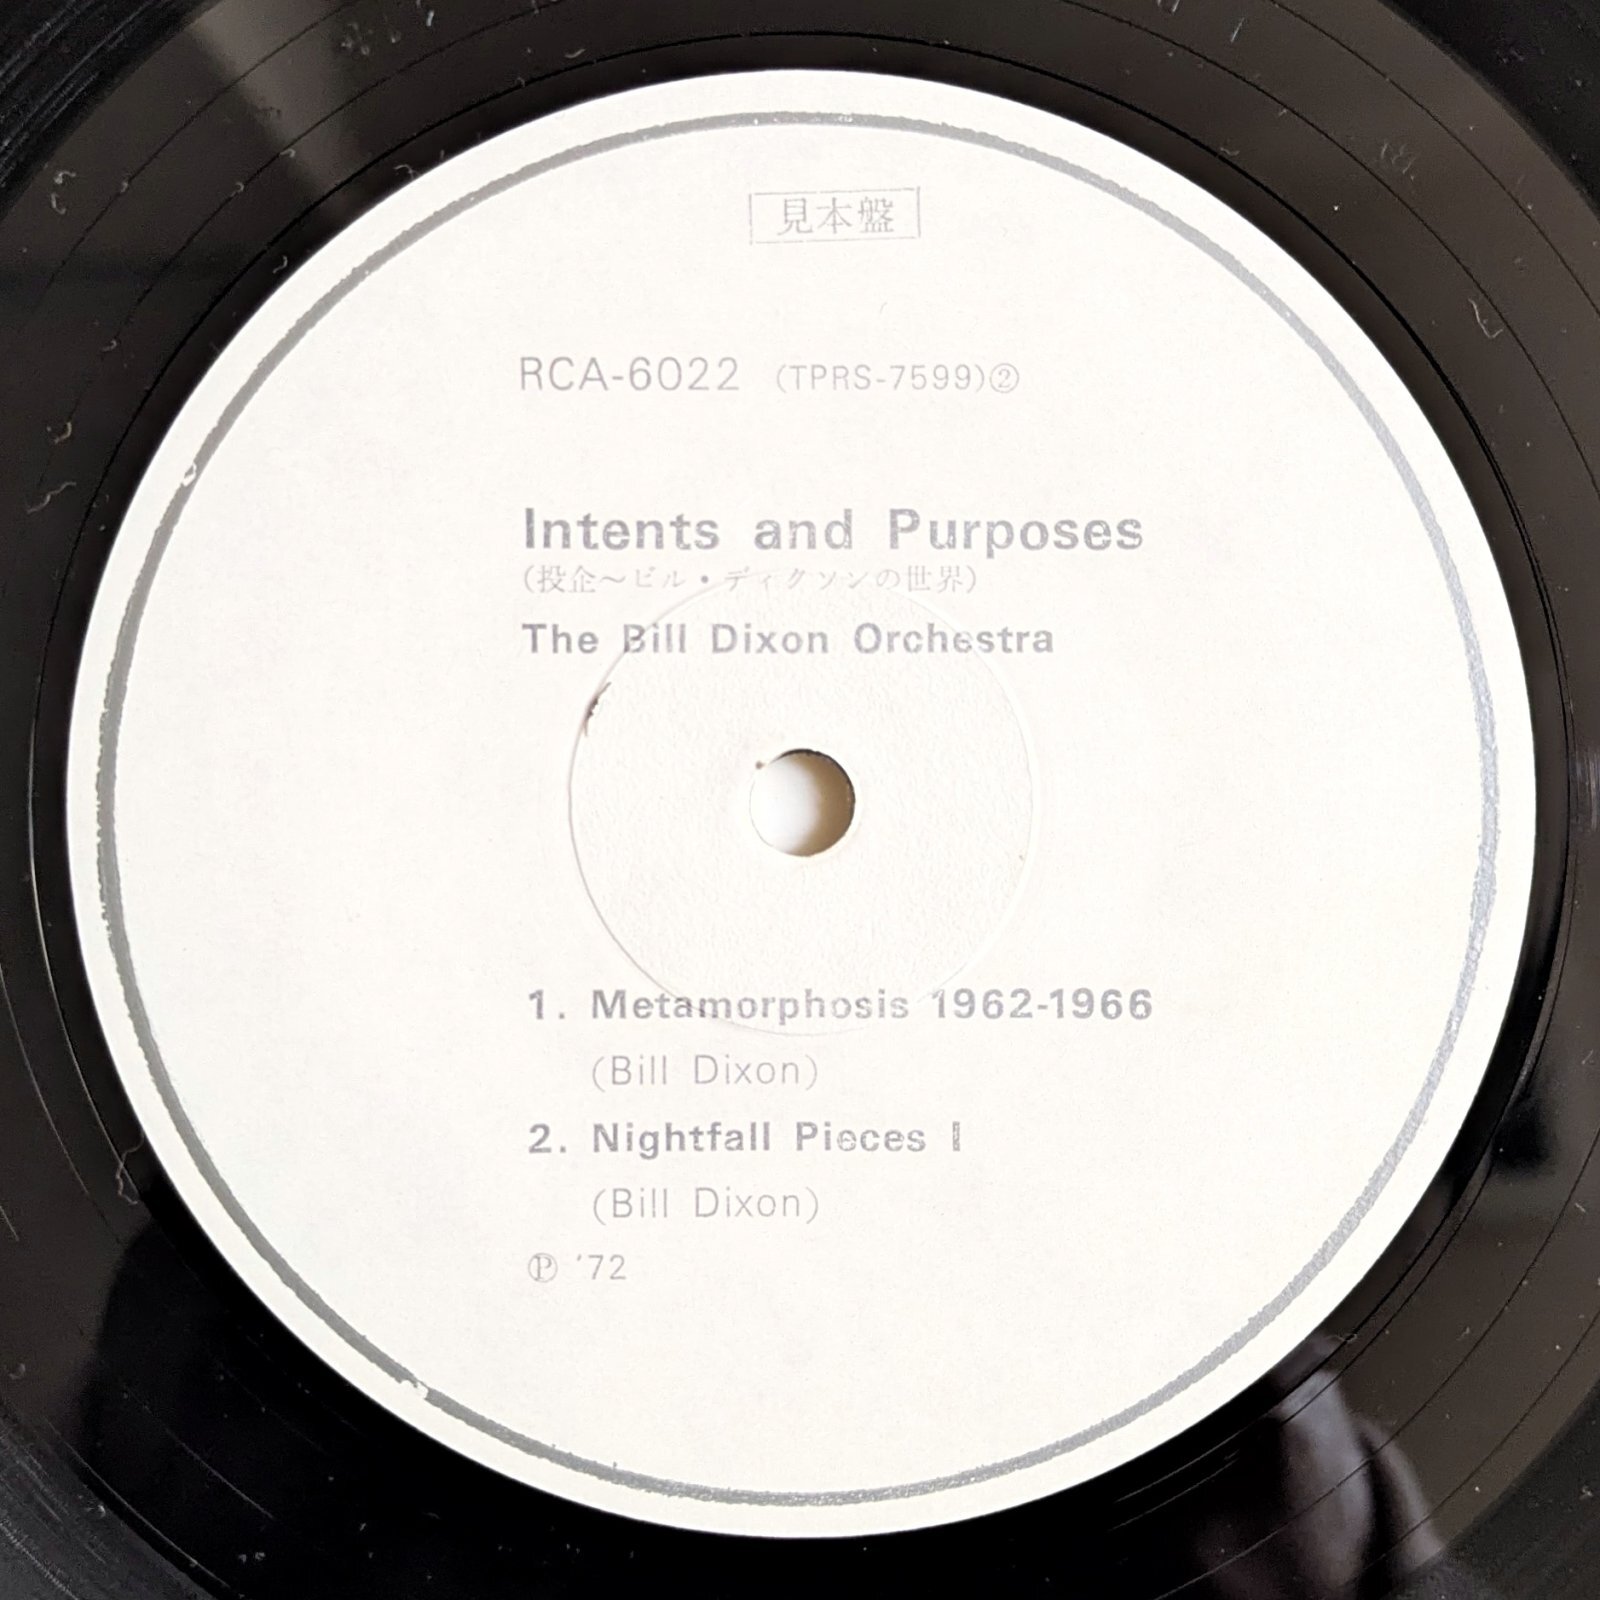 見本盤
RCA-6022 (TPRS-7599)②
Intents and Purposes
(投企〜ビル・ディクソンの世界)
The Bill Dixon Orchestra
1. Metamorphosis 1962-1966
(Bill Dixon)
2. Nightfall Pieces I
(Bill Dixon)
Ⓟ '72